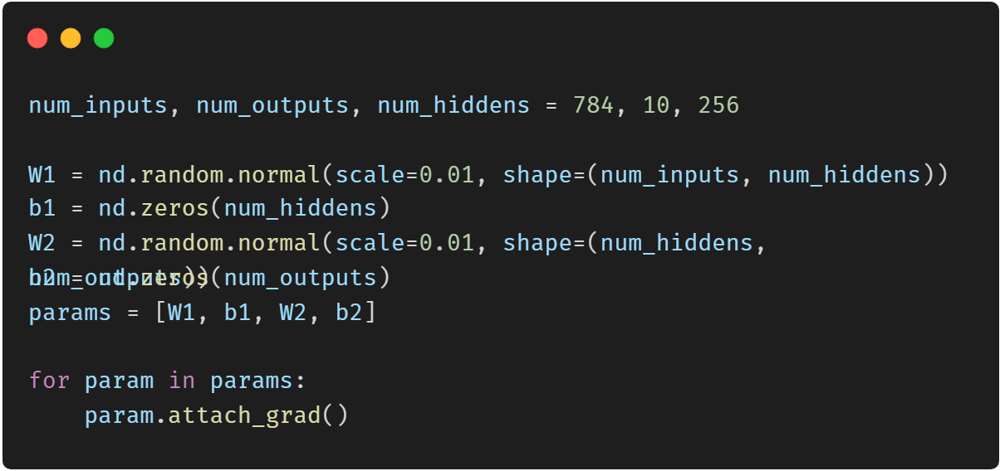 num_inputs, num_outputs, num_hiddens = 784, 10, 256
W1 = nd.random.normal(scale=0.01, shape=(num_inputs, num_hiddens))
b1 = nd.zeros(num_hiddens)
W2 = nd.random.normal(scale=0.01, shape=(num_hiddens,
num_outputs))
b2 = nd.zeros(num_outputs)
params = [W1, b1, W2, b2]
for param in params:
    param.attach_grad()